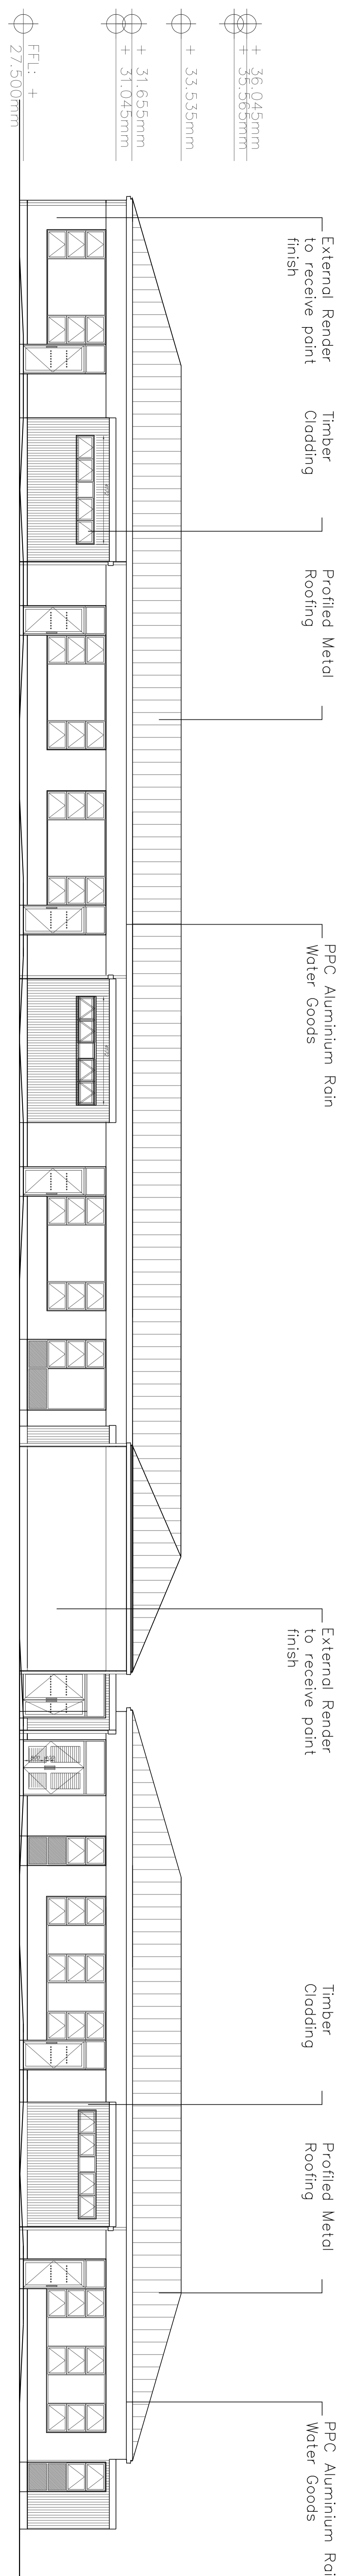 + 36.045mm
+ 35.565mm
+ 33.535mm
+ 31.655mm
+ 31.045mm
FFL: +
27.500mm
External Render
to receive paint
finish
Timber
Cladding
Profiled Metal
Roofing
PPC Aluminium Rain
Water Goods
External Render
to receive paint
finish
Timber
Cladding
Profiled Metal
Roofing
PPC Aluminium Rai
Water Goods